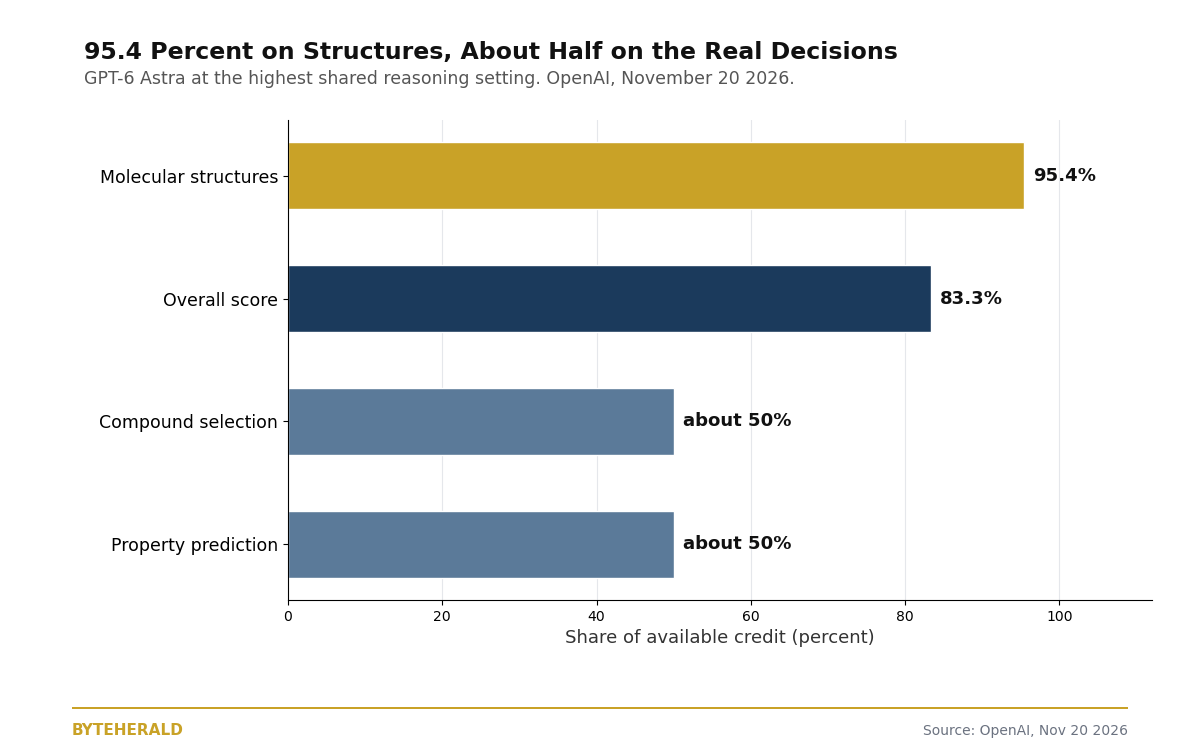 95.4 Percent on Structures, About Half on the Real Decisions
GPT-6 Astra at the highest shared reasoning setting. OpenAI, November 20 2026.
Molecular structures
95.4%
Overall score
83.3%
Compound selection
about 50%
Property prediction
about 50%
0 20 40 60 80 100
Share of available credit (percent)
BYTEHERALD
Source: OpenAI, Nov 20 2026